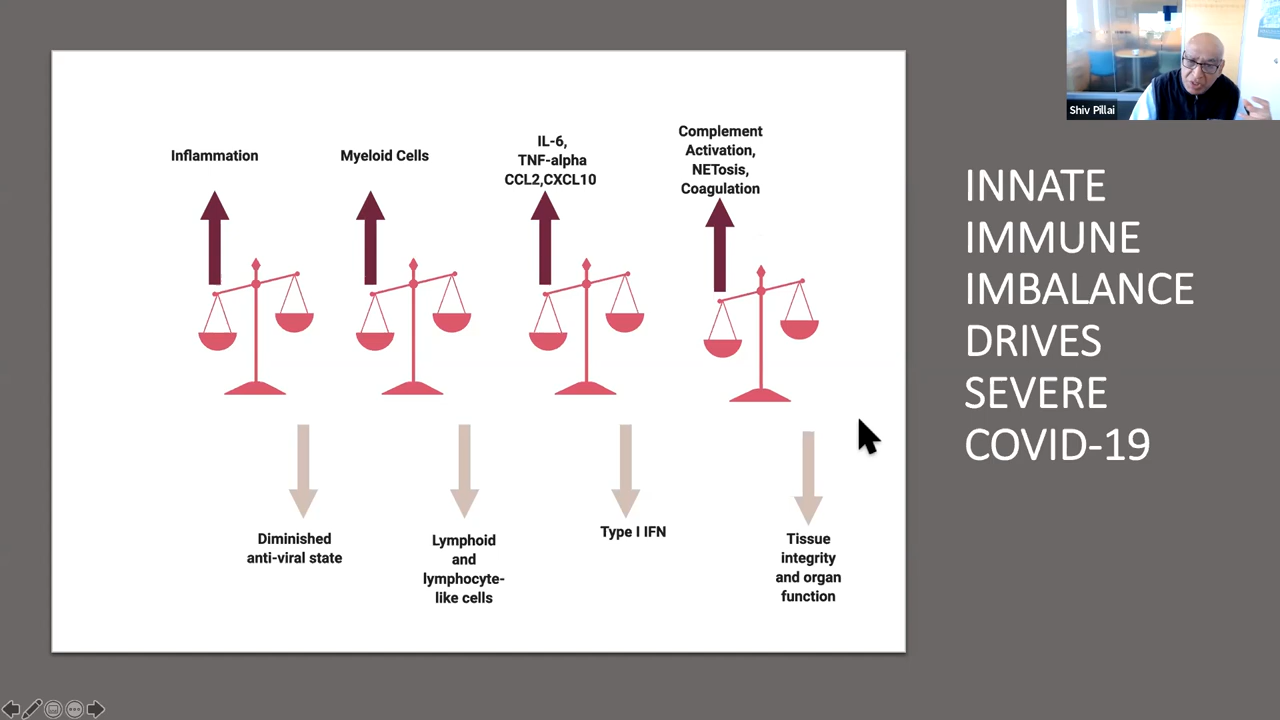 Inflammation
Myeloid Cells
IL-6,
TNF-alpha
CCL2,CXCL10
Complement
Activation,
NETosis,
Coagulation
Diminished
anti-viral state
Lymphoid
and
lymphocyte-
like cells
Type I IFN
Tissue
integrity
and organ
function
Shiv Pillai
INNATE
IMMUNE
IMBALANCE
DRIVES
SEVERE
COVID-19